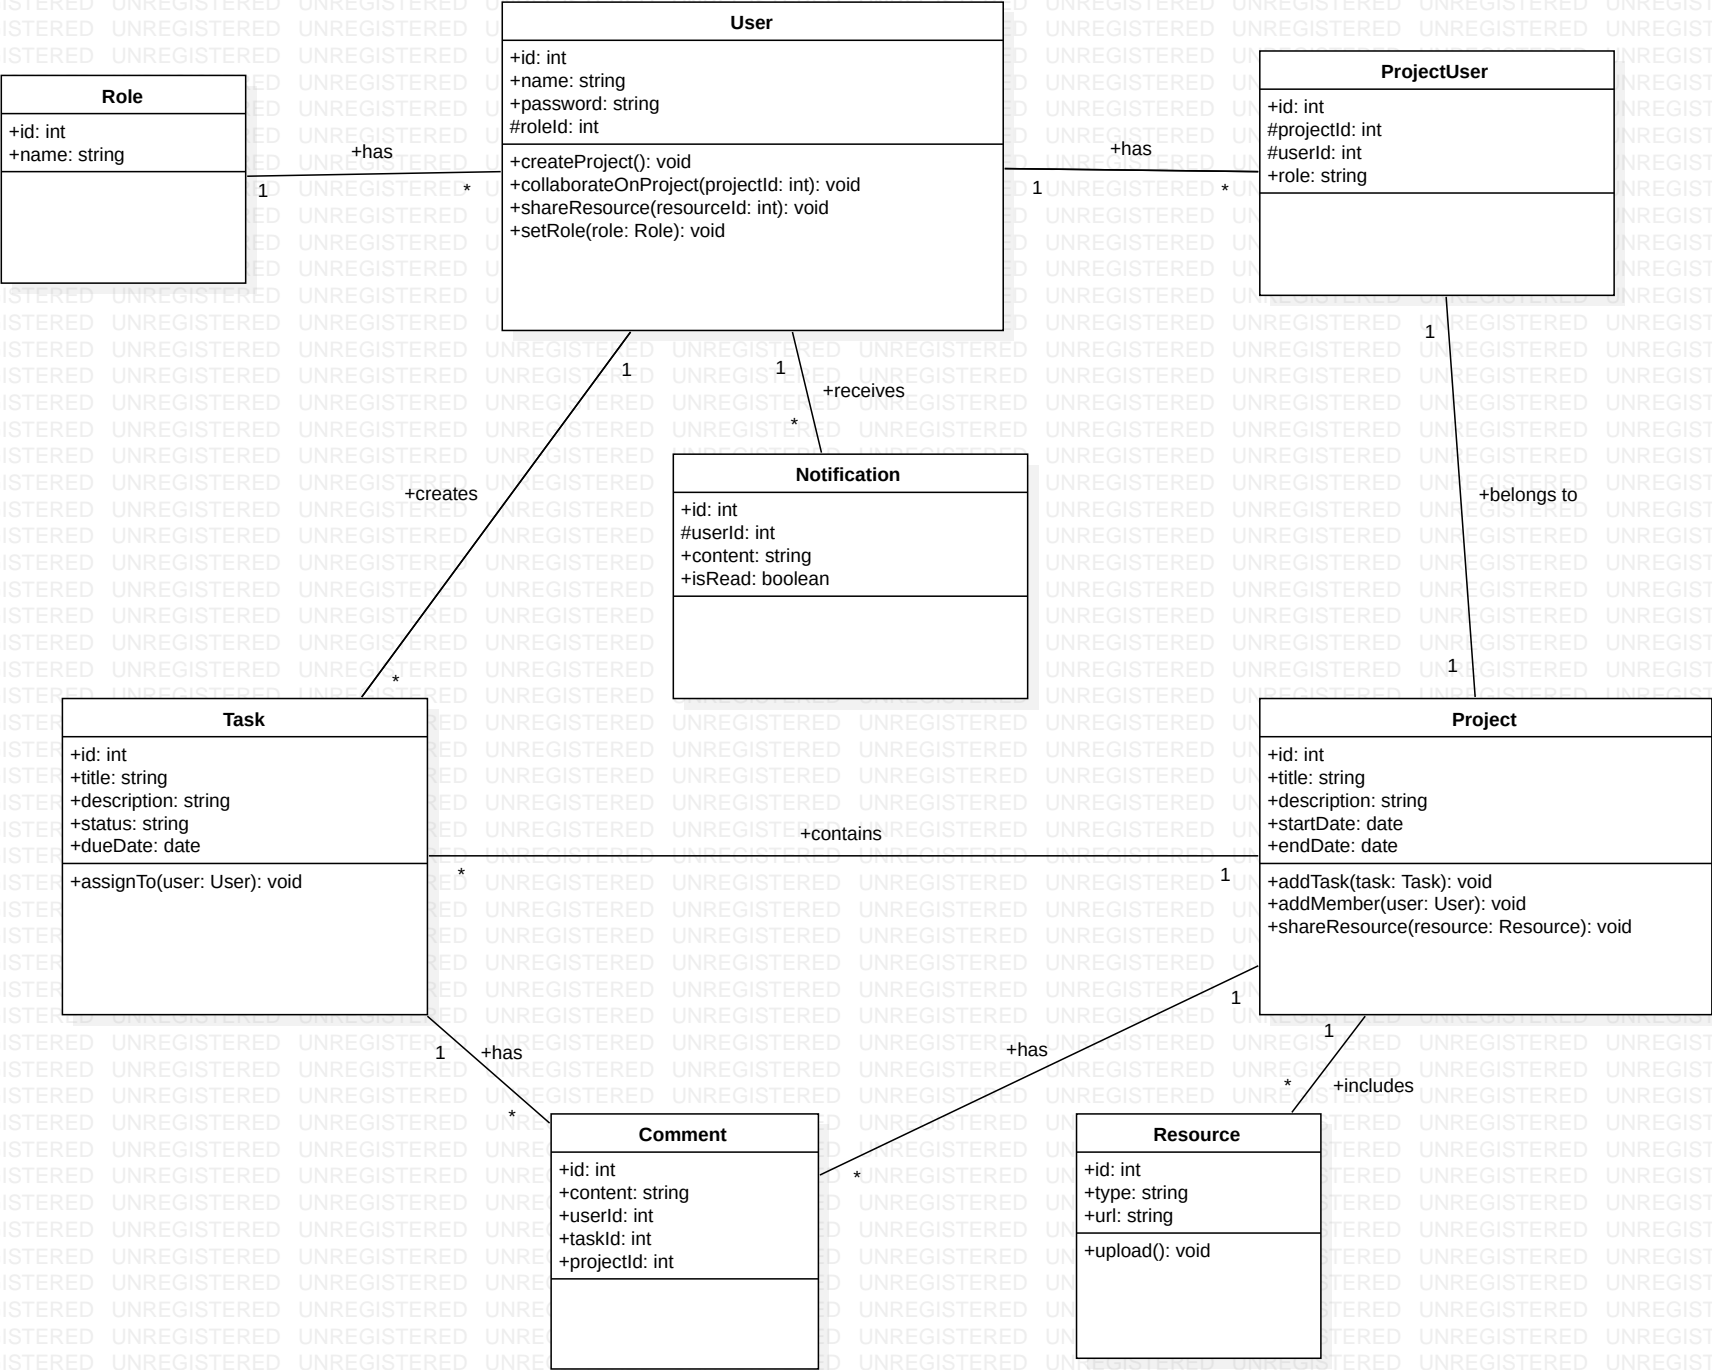 User
+id: int
+name: string
+password: string
#roleId: int
+createProject(): void
+collaborateOnProject(projectId: int): void
+shareResource(resourceId: int): void
+setRole(role: Role): void
ProjectUser
+id: int
#projectId: int
#userId: int
+role: string
Role
+id: int
+name: string
+has
1
*
+has
1
*
1
+creates
*
1
+receives
*
1
+belongs to
1
Notification
+id: int
#userId: int
+content: string
+isRead: boolean
Task
+id: int
+title: string
+description: string
+status: string
+dueDate: date
+assignTo(user: User): void
+contains
*
1
Project
+id: int
+title: string
+description: string
+startDate: date
+endDate: date
+addTask(task: Task): void
+addMember(user: User): void
+shareResource(resource: Resource): void
1
+has
*
1
+has
*
1
*
+includes
Comment
+id: int
+content: string
+userId: int
+taskId: int
+projectId: int
Resource
+id: int
+type: string
+url: string
+upload(): void
UNREGISTERED